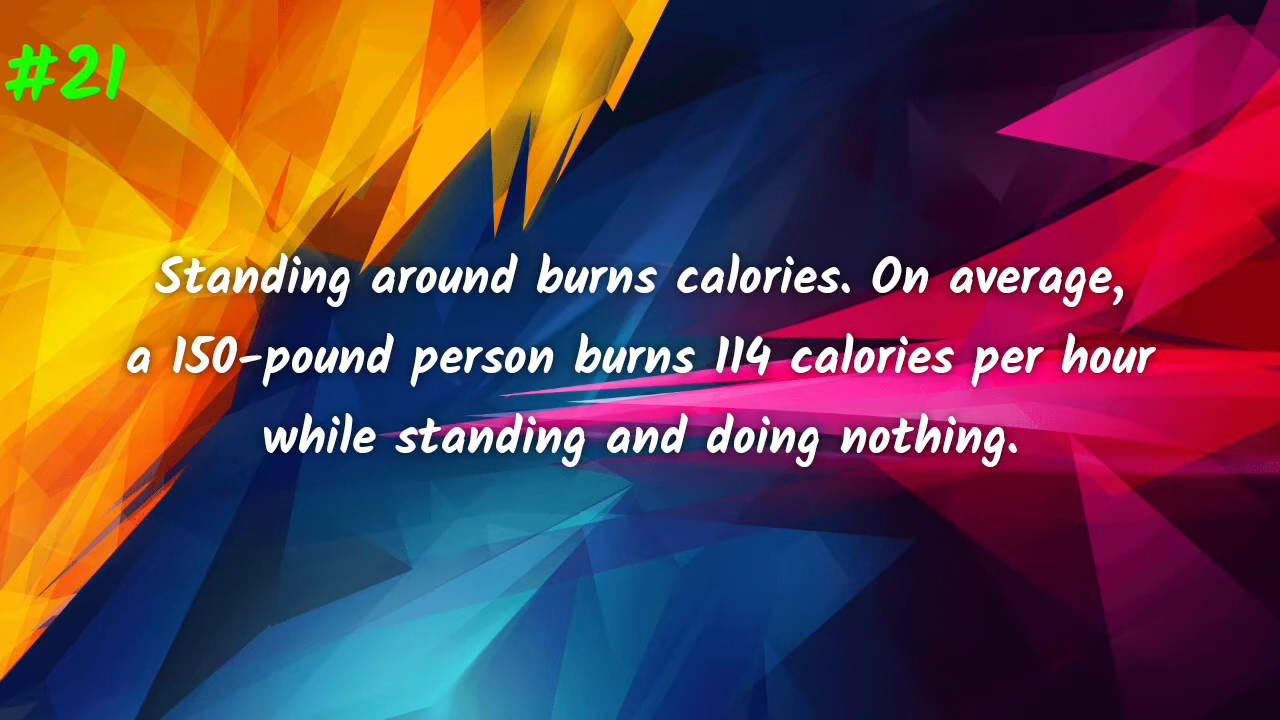 #21
Standing around burns calories. On average,
a 150-pound person burns 114 calories per hour
while standing and doing nothing.